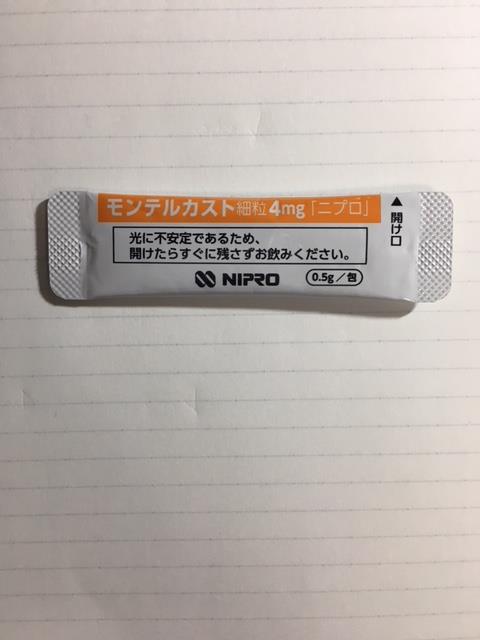 モンテルカスト細粒4mg「ニプロ」
▲開け口
光に不安定であるため、
開けたらすぐに残さずお飲みください。
NIPRO
0.5g/包